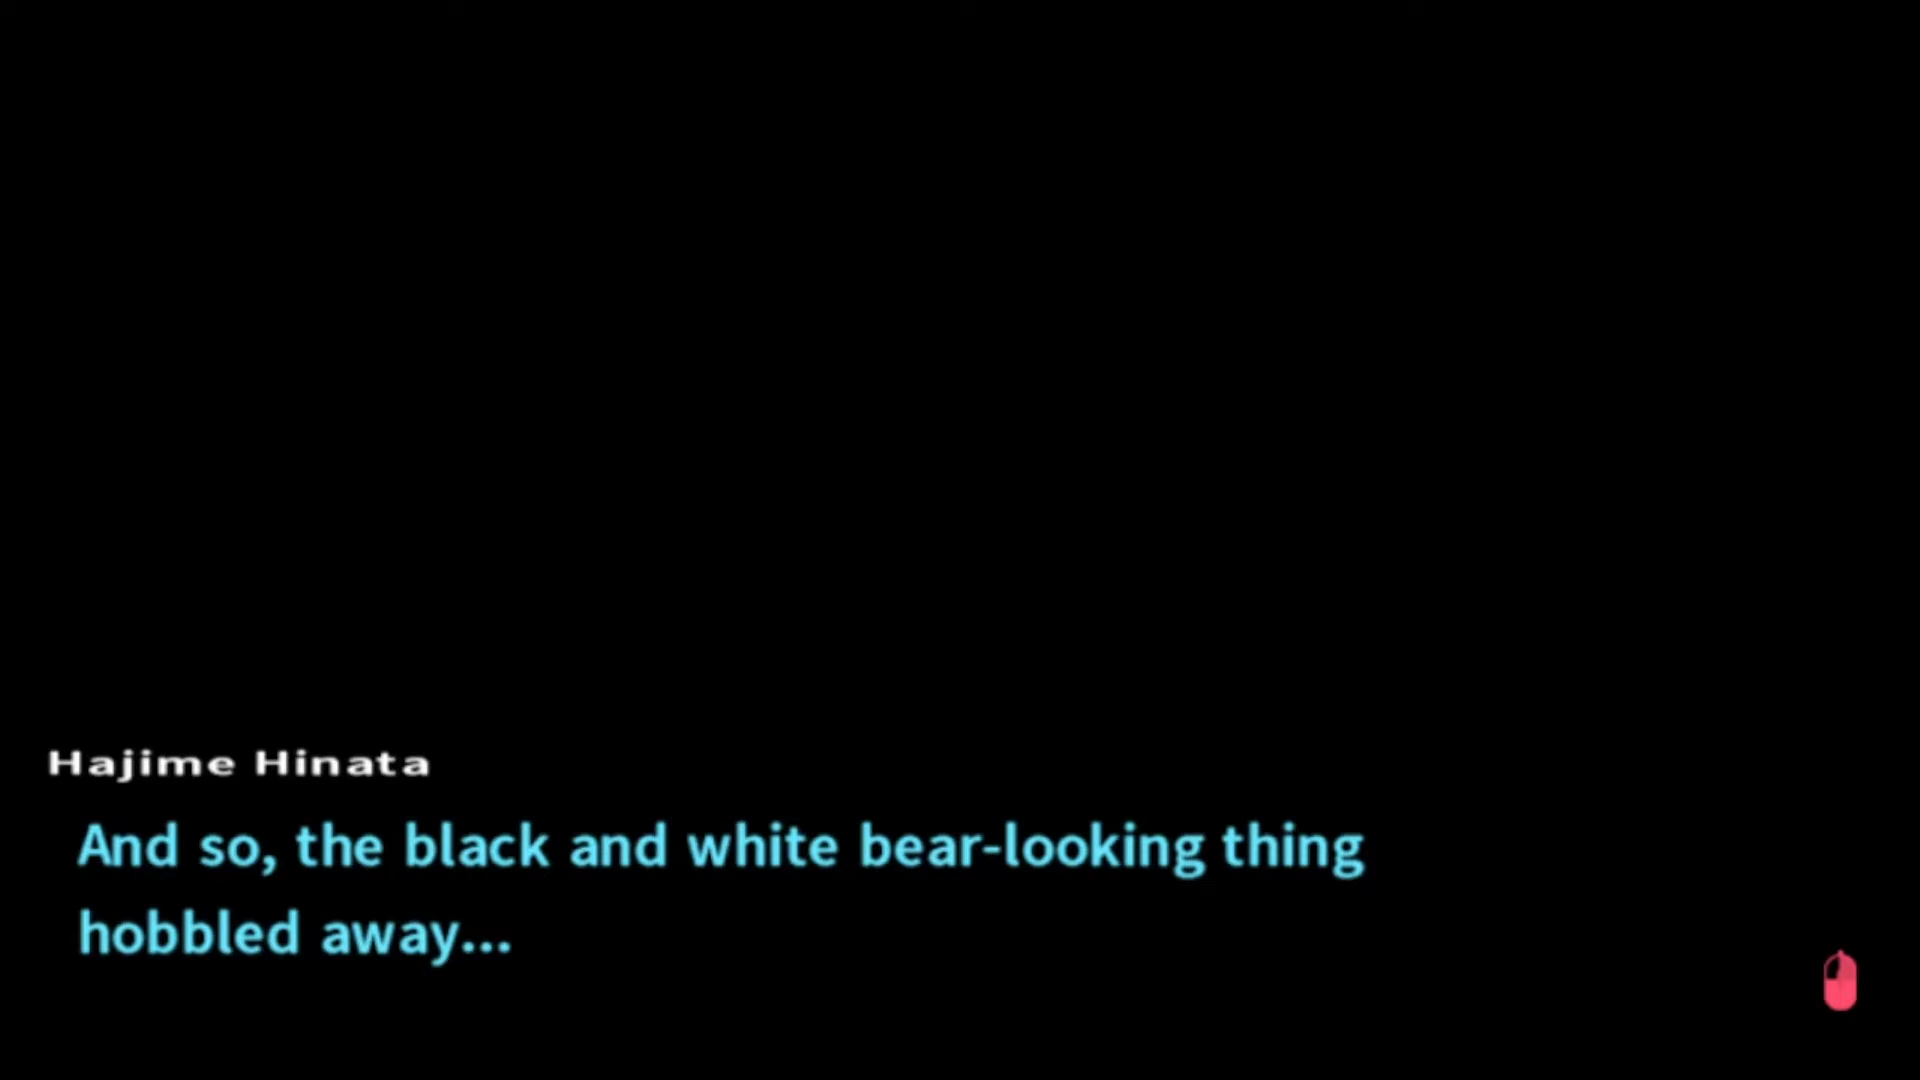 Hajime Hinata
And so, the black and white bear-looking thing
hobbled away...